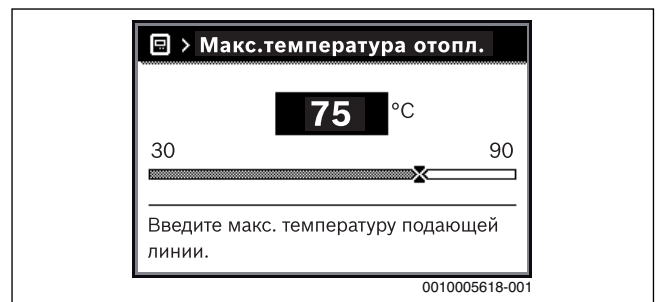 > Макс.температура отопл.
75 °C
30 90
Введите макс. температуру подающей
линии.
0010005618-001